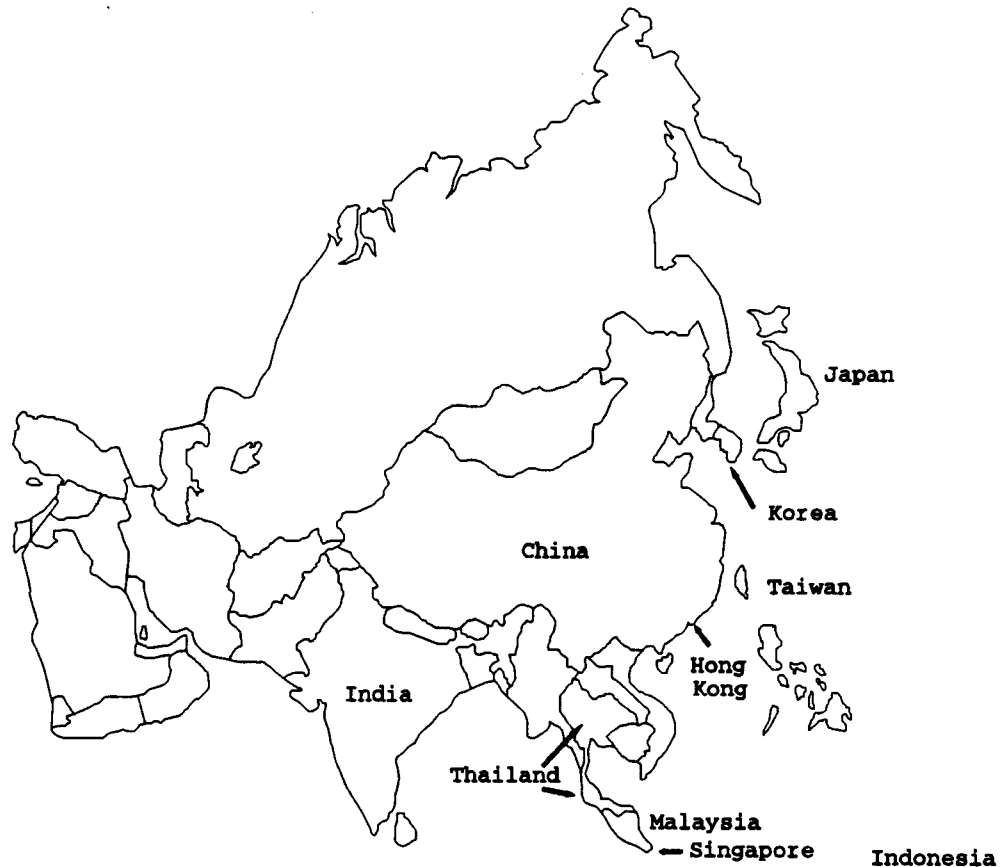 Japan
Korea
China
Taiwan
Hong
Kong
India
Thailand
Malaysia
Singapore
Indonesia